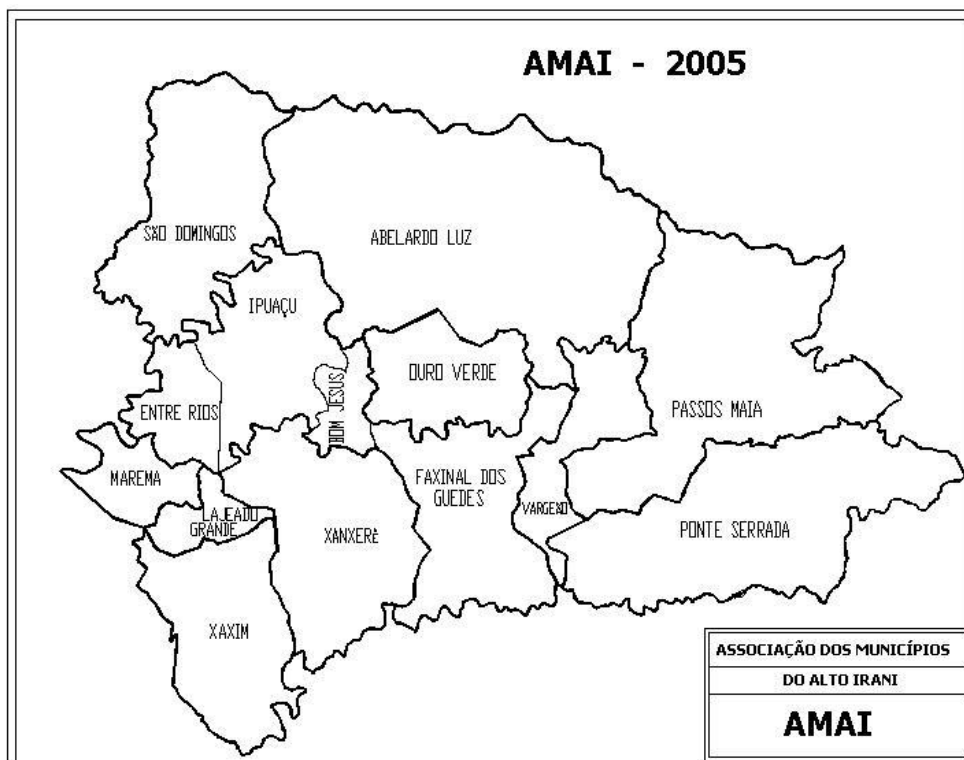 AMAI - 2005
SÃO DOMINGOS
ABELARDO LUZ
IPUAÇU
OURO VERDE
BOM JESUS
ENTRE RIOS
PASSOS MAIA
MAREMA
FAXINAL DOS
GUEDES
LAJEADO
GRANDE
VARGEÃO
XANXERÊ
PONTE SERRADA
XAXIM
ASSOCIAÇÃO DOS MUNICÍPIOS
DO ALTO IRANI
AMAI